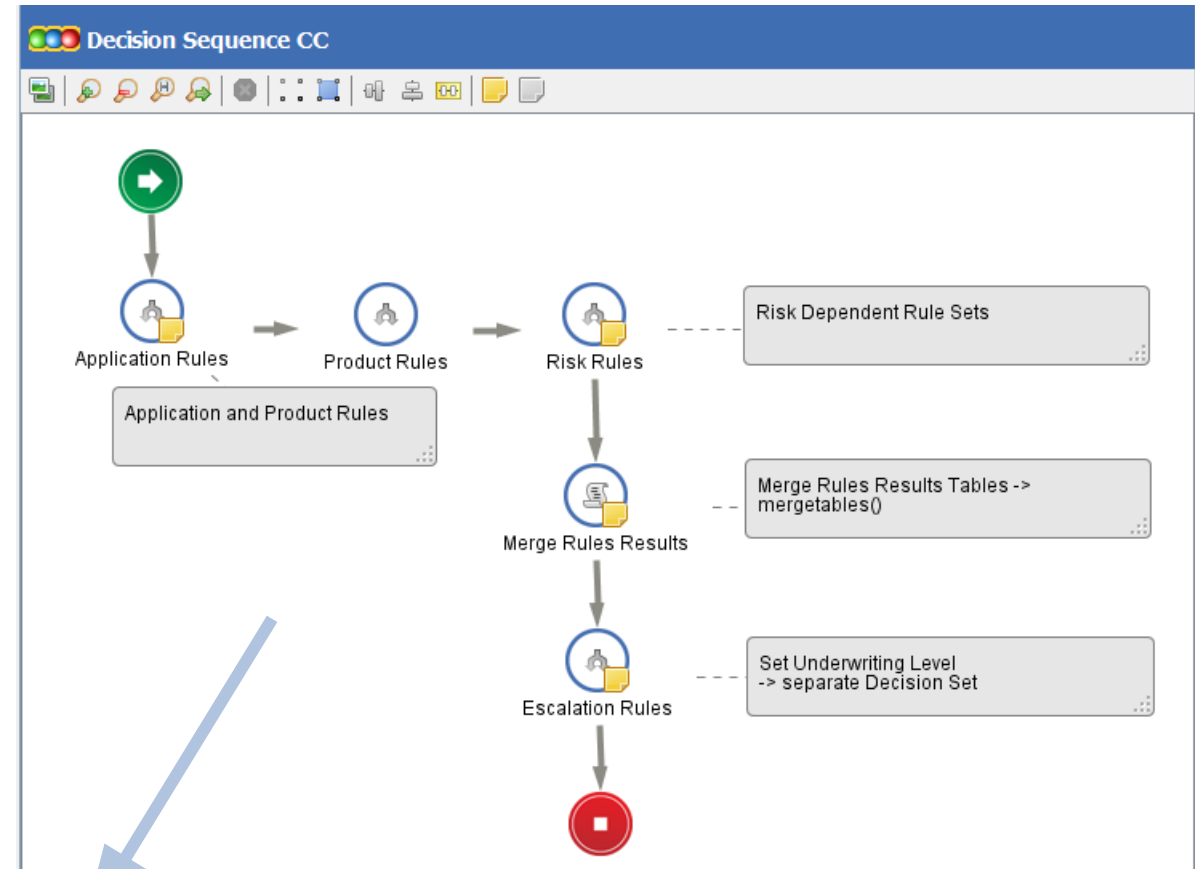 Decision Sequence CC
Application Rules
Product Rules
Risk Rules
Risk Dependent Rule Sets
Application and Product Rules
Merge Rules Results
Merge Rules Results Tables ->
mergetables()
Escalation Rules
Set Underwriting Level
-> separate Decision Set